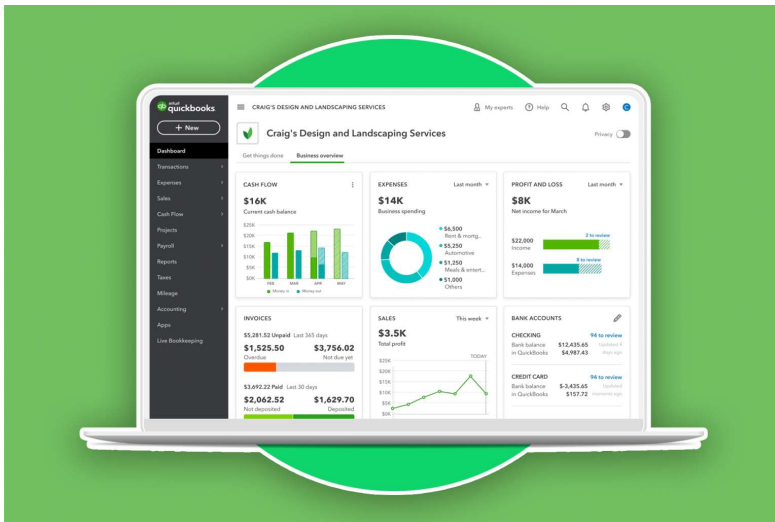 intuit
quickbooks
CRAIG'S DESIGN AND LANDSCAPING SERVICES
My experts
Help
C
+ New
Craig's Design and Landscaping Services
Privacy
Get things done
Business overview
Dashboard
Transactions
Expenses
Sales
Cash Flow
Projects
Payroll
Reports
Taxes
Mileage
Accounting
Apps
Live Bookkeeping
CASH FLOW
$16K
Current cash balance
$25K
$20K
$15K
$10K
$5K
$0K
FEB MAR APR MAY
Money in Money out
EXPENSES Last month
$14K
Business spending
$6,500
Rent & mortg...
$5,250
Automotive
$1,250
Meals & entert...
$1,000
Others
PROFIT AND LOSS Last month
$8K
Net income for March
2 to review
$22,000
Income
8 to review
$14,000
Expenses
INVOICES
$5,281.52 Unpaid Last 365 days
$1,525.50 $3,756.02
Overdue Not due yet
$3,692.22 Paid Last 30 days
$2,062.52 $1,629.70
Not deposited Deposited
SALES This week
$3.5K
Total profit
TODAY
$25K
$20K
$15K
$10K
$5K
$0K
BANK ACCOUNTS
CHECKING 94 to review
Bank balance $12,435.65 Updated 4
in QuickBooks $4,987.43 days ago
CREDIT CARD 94 to review
Bank balance $-3,435.65 Updated
in QuickBooks $157.72 moments ago